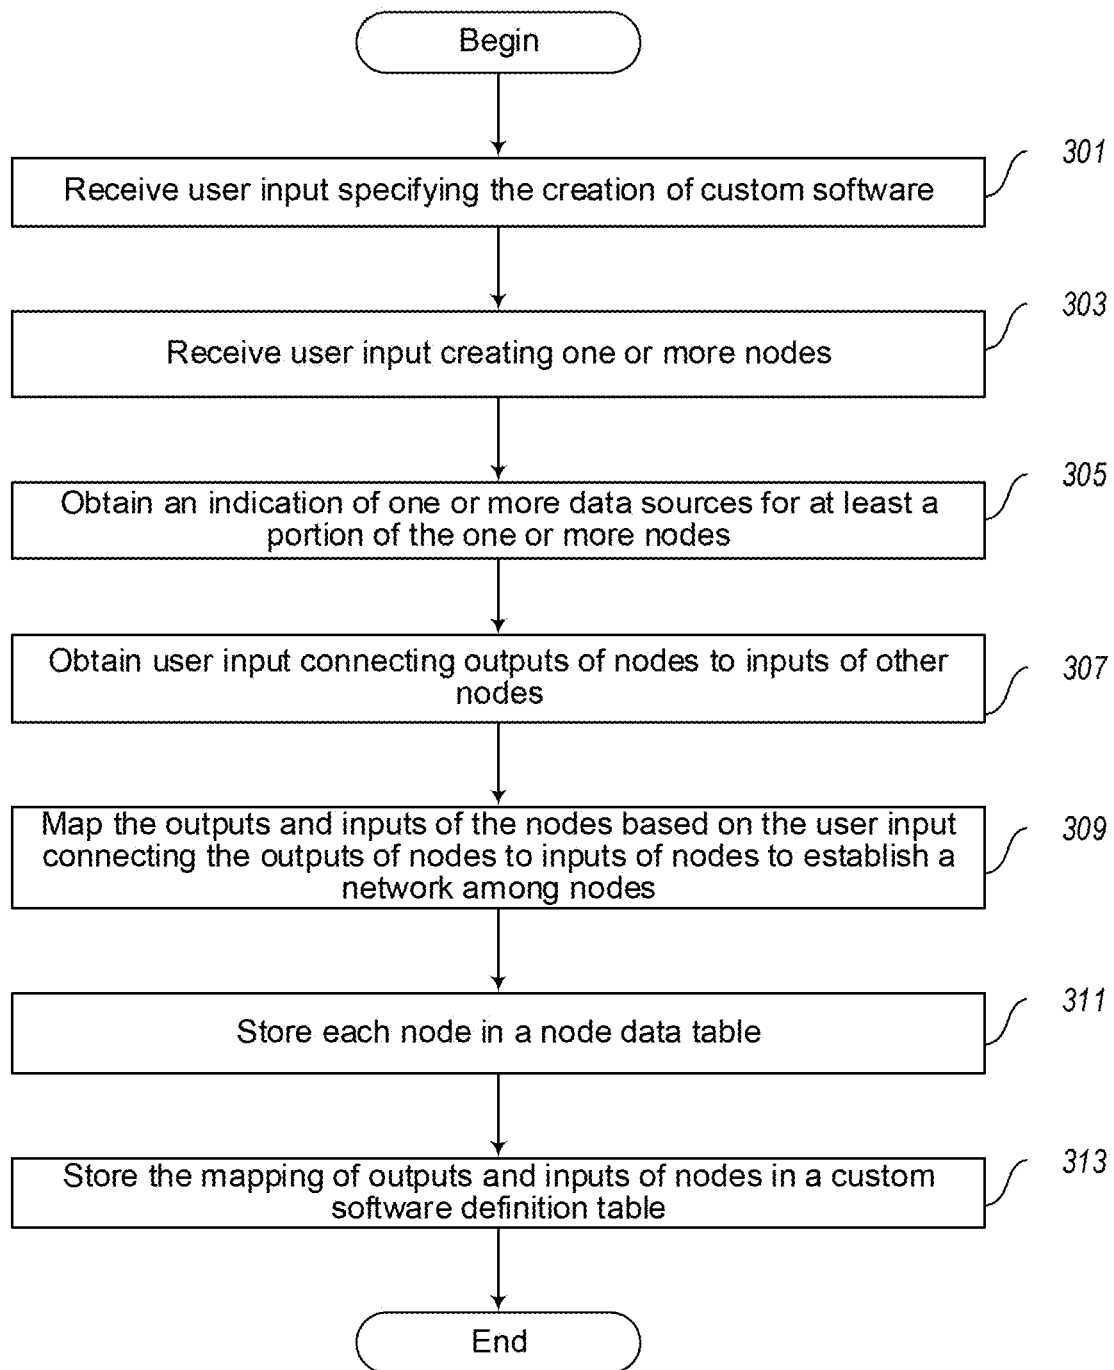 Begin
301
Receive user input specifying the creation of custom software
303
Receive user input creating one or more nodes
305
Obtain an indication of one or more data sources for at least a
portion of the one or more nodes
Obtain user input connecting outputs of nodes to inputs of other
nodes
307
Map the outputs and inputs of the nodes based on the user input
connecting the outputs of nodes to inputs of nodes to establish a
network among nodes
309
311
Store each node in a node data table
313
Store the mapping of outputs and inputs of nodes in a custom
software definition table
End